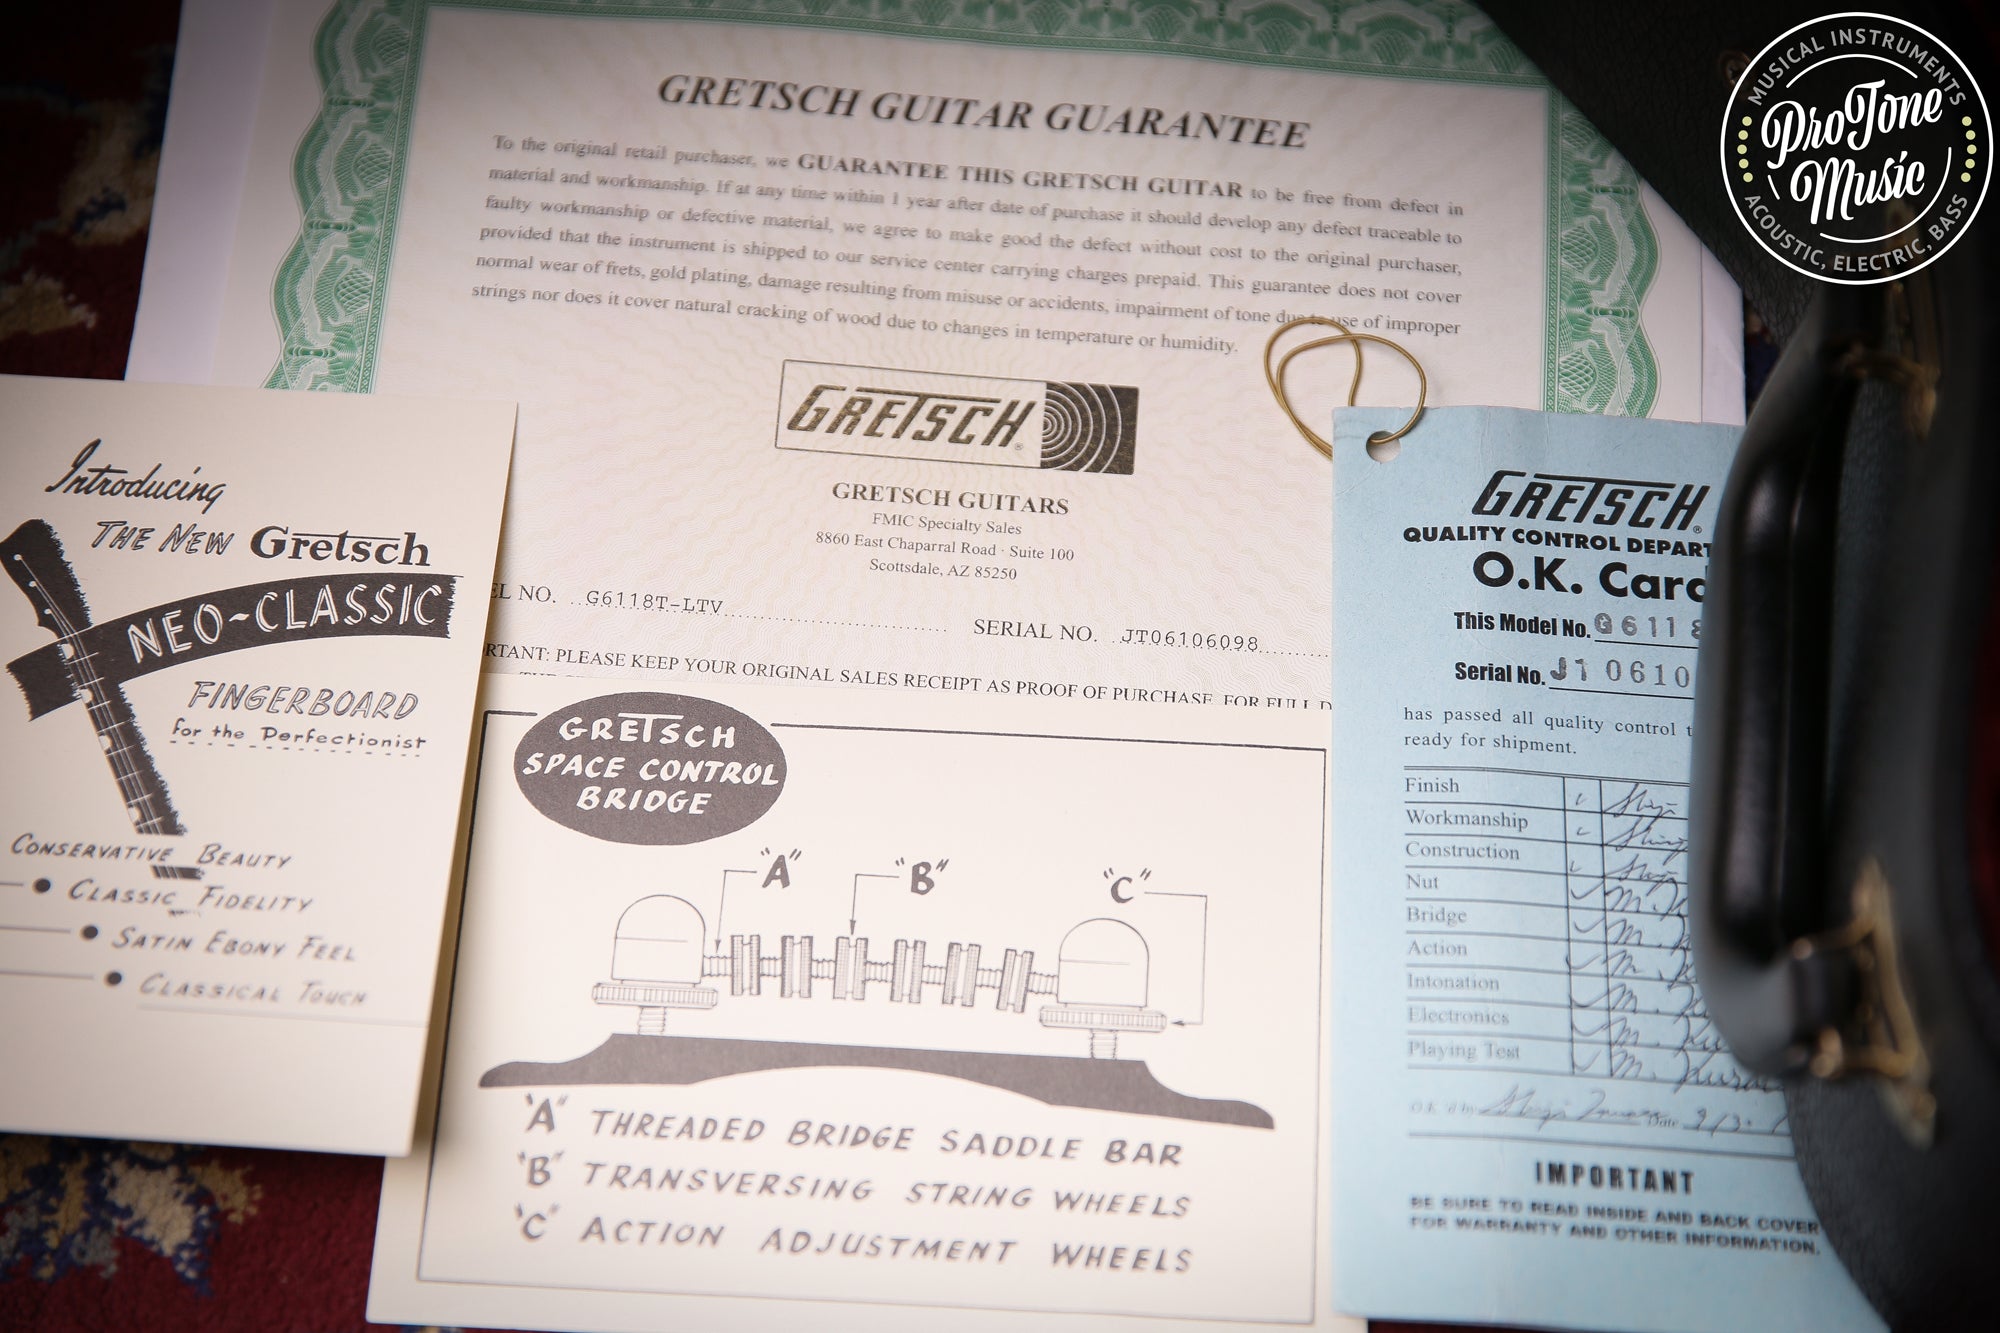 GRETSCH GUITAR GUARANTEE
To the original retail purchaser, we GUARANTEE THIS GRETSCH GUITAR to be free from defect in
material and workmanship. If at any time within 1 year after date of purchase it should develop any defect traceable to
faulty workmanship or defective material, we agree to make good the defect without cost to the original purchaser,
provided that the instrument is shipped to our service center carrying charges prepaid. This guarantee does not cover
normal wear of frets, gold plating, damage resulting from misuse or accidents, impairment of tone due to use of improper
strings nor does it cover natural cracking of wood due to changes in temperature or humidity.
GRETSCH®
GRETSCH GUITARS
FMIC Specialty Sales
8860 East Chaparral Road · Suite 100
Scottsdale, AZ 85250
EL NO. G6118T-LTV SERIAL NO. JT06106098
RTANT: PLEASE KEEP YOUR ORIGINAL SALES RECEIPT AS PROOF OF PURCHASE. FOR FULL D
Introducing
THE NEW Gretsch
NEO-CLASSIC
FINGERBOARD
for the Perfectionist
CONSERVATIVE BEAUTY
CLASSIC FIDELITY
SATIN EBONY FEEL
CLASSICAL TOUCH
GRETSCH
SPACE CONTROL
BRIDGE
"A" "B" "C"
"A" THREADED BRIDGE SADDLE BAR
"B" TRANSVERSING STRING WHEELS
"C" ACTION ADJUSTMENT WHEELS
GRETSCH®
QUALITY CONTROL DEPART
O.K. Card
This Model No. G6118
Serial No. J10610
has passed all quality control t
ready for shipment.
Finish
Workmanship
Construction
Nut
Bridge
Action
Intonation
Electronics
Playing Test
O.K.'d by Date
IMPORTANT
BE SURE TO READ INSIDE AND BACK COVER
FOR WARRANTY AND OTHER INFORMATION.
MUSICAL INSTRUMENTS
ProTone
Music
ACOUSTIC, ELECTRIC, BASS